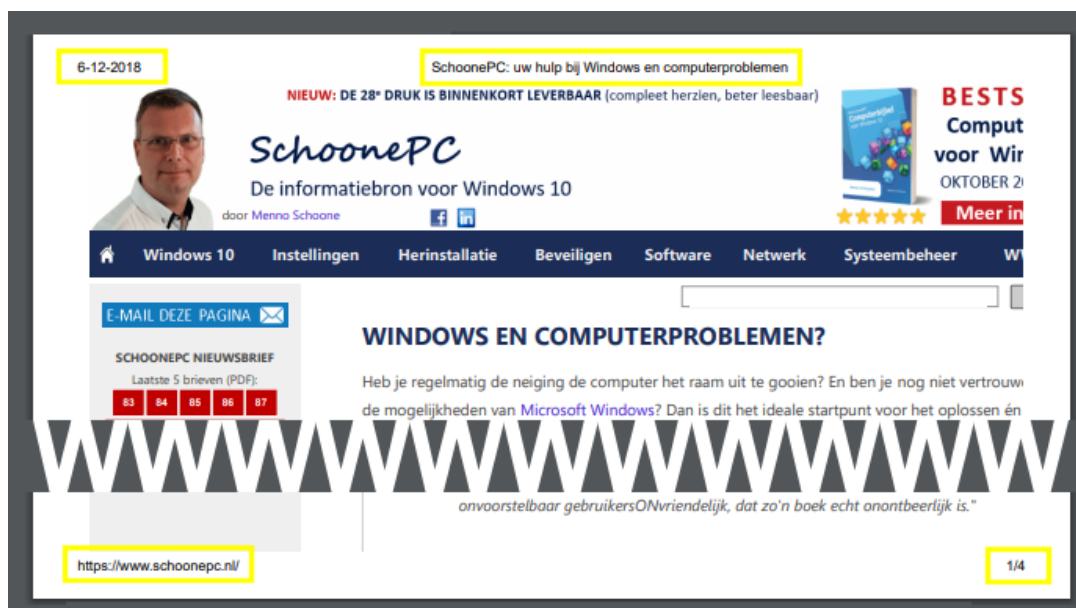 6-12-2018
SchoonePC: uw hulp bij Windows en computerproblemen
NIEUW: DE 28e DRUK IS BINNENKORT LEVERBAAR (compleet herzien, beter leesbaar)
SchoonePC
De informatiebron voor Windows 10
door Menno Schoone
BESTS
Comput
voor Wir
OKTOBER 2
Meer in
Windows 10 Instellingen Herinstallatie Beveiligen Software Netwerk Systeembeheer
E-MAIL DEZE PAGINA
SCHOONEPC NIEUWSBRIEF
Laatste 5 brieven (PDF):
83 84 85 86 87
WINDOWS EN COMPUTERPROBLEMEN?
Heb je regelmatig de neiging de computer het raam uit te gooien? En ben je nog niet vertrouw
de mogelijkheden van Microsoft Windows? Dan is dit het ideale startpunt voor het oplossen én
onvoorstelbaar gebruikersONvriendelijk, dat zo'n boek echt onontbeerlijk is."
https://www.schoonepc.nl/
1/4